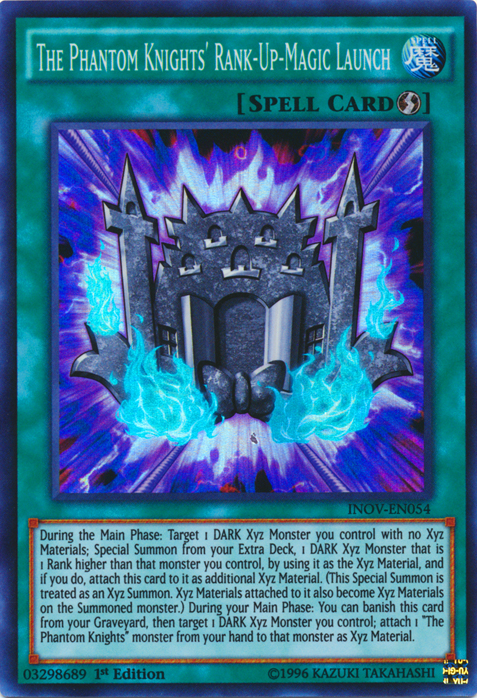 THE PHANTOM KNIGHTS' RANK-UP-MAGIC LAUNCH
SPELL
魔
[SPELL CARD]
INOV-EN054
During the Main Phase: Target 1 DARK Xyz Monster you control with no Xyz
Materials; Special Summon from your Extra Deck, 1 DARK Xyz Monster that is
1 Rank higher than that monster you control, by using it as the Xyz Material, and
if you do, attach this card to it as additional Xyz Material. (This Special Summon is
treated as an Xyz Summon. Xyz Materials attached to it also become Xyz Materials
on the Summoned monster.) During your Main Phase: You can banish this card
from your Graveyard, then target 1 DARK Xyz Monster you control; attach 1 "The
Phantom Knights" monster from your hand to that monster as Xyz Material.
03298689 1st Edition ©1996 KAZUKI TAKAHASHI